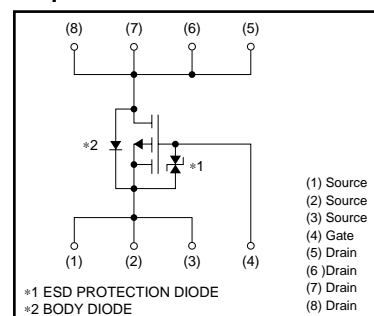 (8) (7) (6) (5)
∗2
∗1
(1) (2) (3) (4)
(1) Source
(2) Source
(3) Source
(4) Gate
(5) Drain
(6 )Drain
(7) Drain
(8) Drain
∗1 ESD PROTECTION DIODE
∗2 BODY DIODE